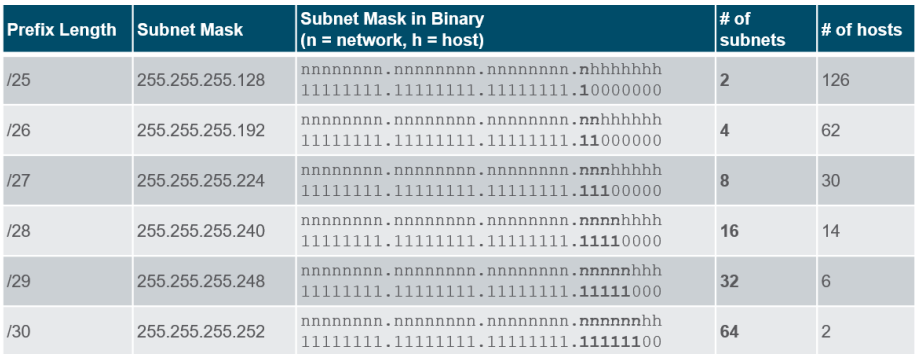 Prefix Length Subnet Mask Subnet Mask in Binary # of # of hosts
(n = network, h = host) subnets
/25 255.255.255.128 nnnnnnnn.nnnnnnnn.nnnnnnnn.nhhhhhhh 2 126
11111111.11111111.11111111.10000000
/26 255.255.255.192 nnnnnnnn.nnnnnnnn.nnnnnnnn.nnhhhhhh 4 62
11111111.11111111.11111111.11000000
/27 255.255.255.224 nnnnnnnn.nnnnnnnn.nnnnnnnn.nnnhhhhh 8 30
11111111.11111111.11111111.11100000
/28 255.255.255.240 nnnnnnnn.nnnnnnnn.nnnnnnnn.nnnnhhhh 16 14
11111111.11111111.11111111.11110000
/29 255.255.255.248 nnnnnnnn.nnnnnnnn.nnnnnnnn.nnnnnhhh 32 6
11111111.11111111.11111111.11111000
/30 255.255.255.252 nnnnnnnn.nnnnnnnn.nnnnnnnn.nnnnnnhh 64 2
11111111.11111111.11111111.11111100